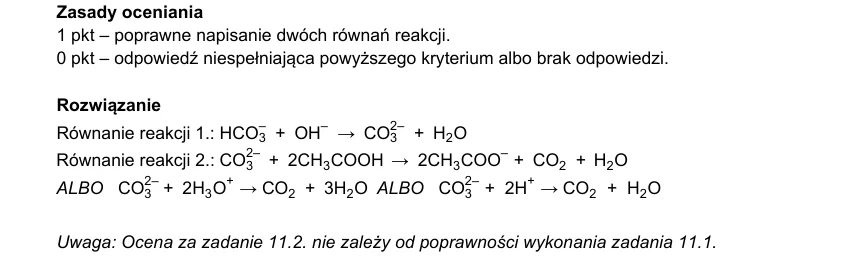 Zasady oceniania
1 pkt – poprawne napisanie dwóch równań reakcji.
0 pkt – odpowiedź niespełniająca powyższego kryterium albo brak odpowiedzi.
Rozwiązanie
Równanie reakcji 1.: HCO₃⁻ + OH⁻ → CO₃²⁻ + H₂O
Równanie reakcji 2.: CO₃²⁻ + 2CH₃COOH → 2CH₃COO⁻ + CO₂ + H₂O
ALBO CO₃²⁻ + 2H₃O⁺ → CO₂ + 3H₂O ALBO CO₃²⁻ + 2H⁺ → CO₂ + H₂O
Uwaga: Ocena za zadanie 11.2. nie zależy od poprawności wykonania zadania 11.1.